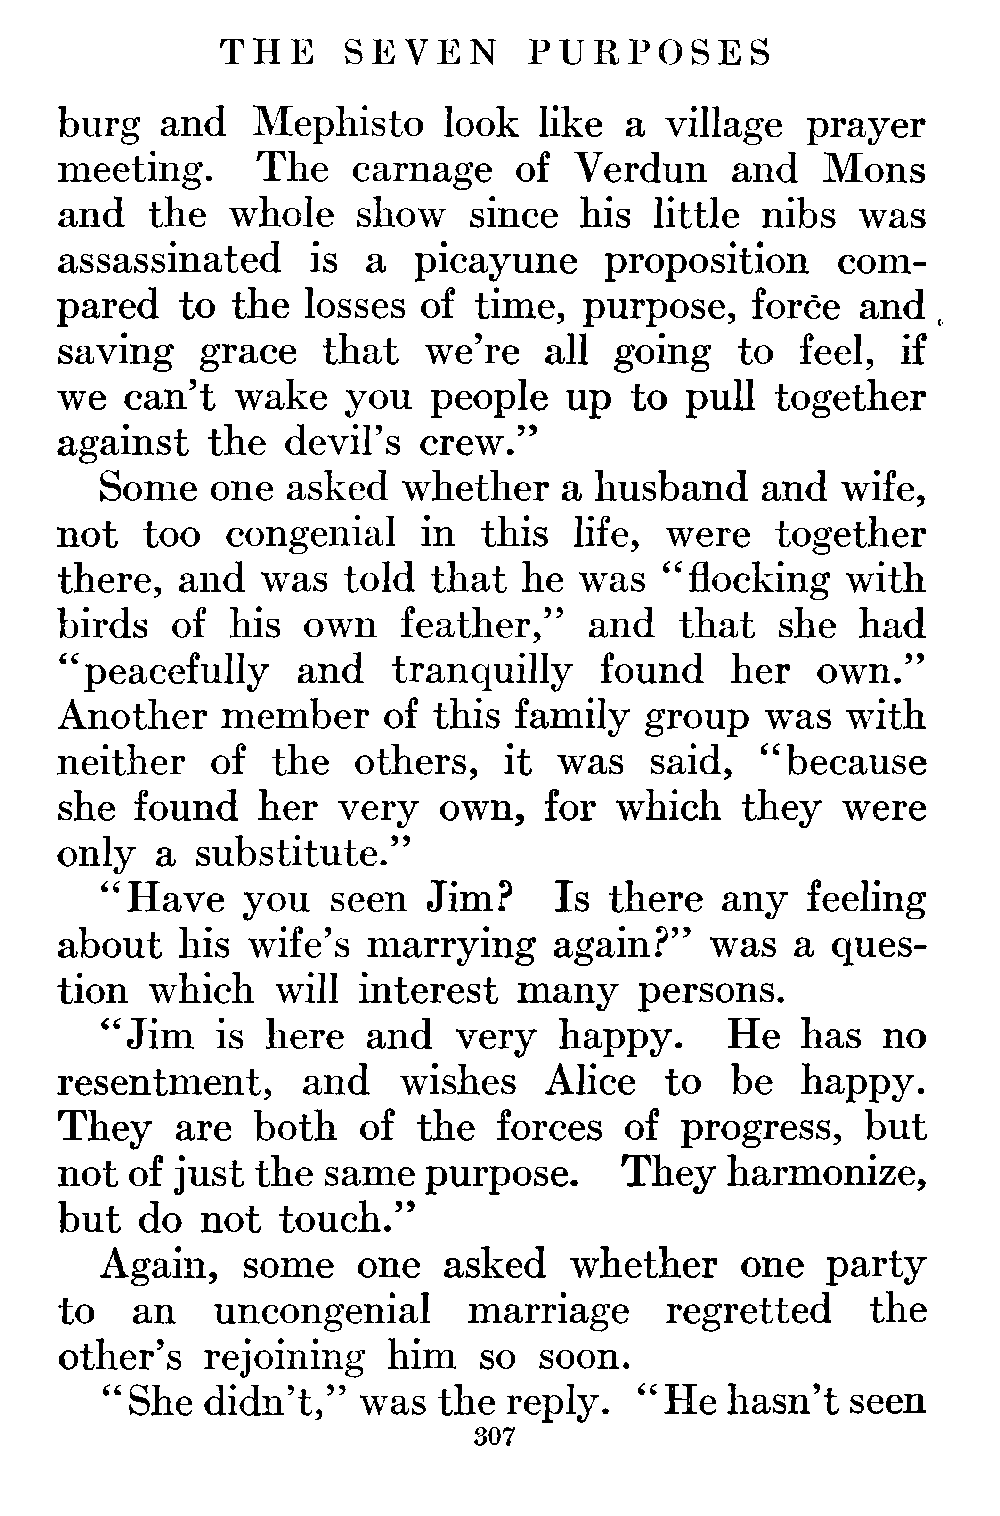 THE SEVEN PURPOSES
burg and Mephisto look like a village prayer
meeting. The carnage of Verdun and Mons
and the whole show since his little nibs was
assassinated is a picayune proposition com-
pared to the losses of time, purpose, force and
saving grace that we're all going to feel, if
we can't wake you people up to pull together
against the devil's crew."
Some one asked whether a husband and wife,
not too congenial in this life, were together
there, and was told that he was "flocking with
birds of his own feather," and that she had
"peacefully and tranquilly found her own."
Another member of this family group was with
neither of the others, it was said, "because
she found her very own, for which they were
only a substitute."
"Have you seen Jim? Is there any feeling
about his wife's marrying again?" was a ques-
tion which will interest many persons.
"Jim is here and very happy. He has no
resentment, and wishes Alice to be happy.
They are both of the forces of progress, but
not of just the same purpose. They harmonize,
but do not touch."
Again, some one asked whether one party
to an uncongenial marriage regretted the
other's rejoining him so soon.
"She didn't," was the reply. "He hasn't seen
307